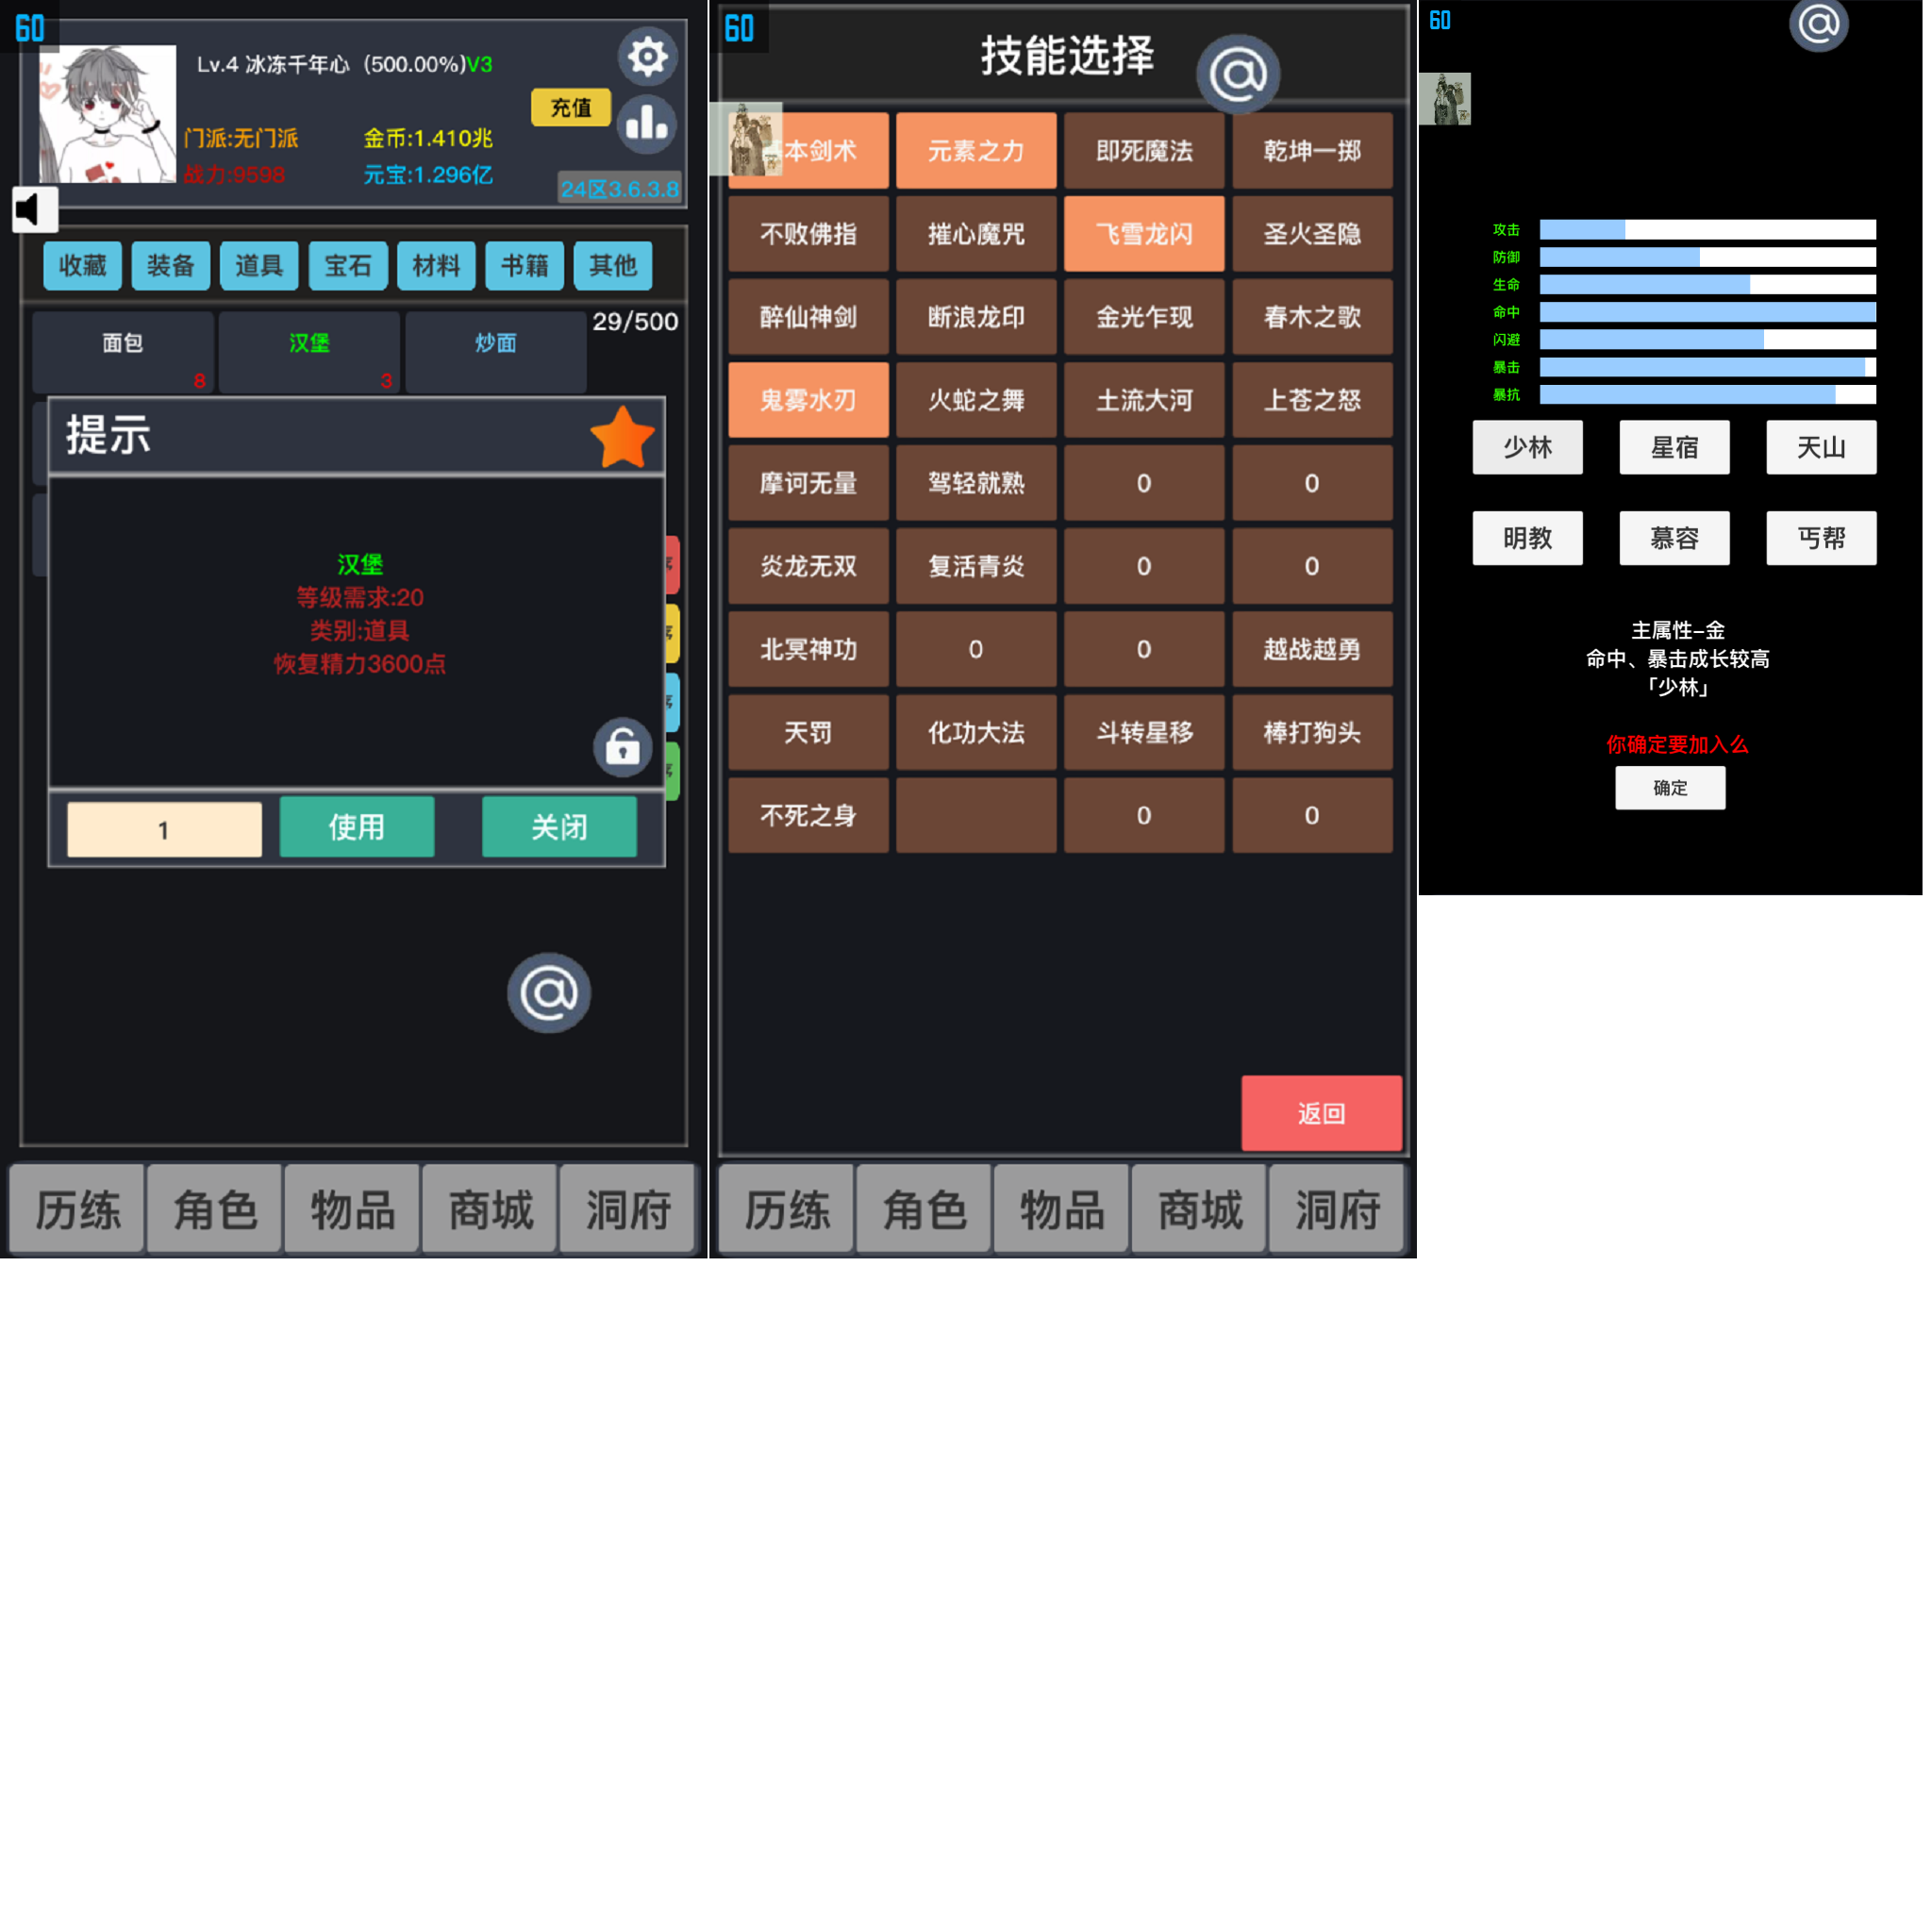 60
Lv.4 冰冻千年心 (500.00%)V3
充值
门派:无门派 金币:1.410兆
战力:9598 元宝:1.296亿
24区3.6.3.8
收藏 装备 道具 宝石 材料 书籍 其他
29/500
面包 汉堡 炒面
8 3
提示
汉堡
等级需求:20
类别:道具
恢复精力3600点
1 使用 关闭
@
历练 角色 物品 商城 洞府
60
技能选择
@
本剑术 元素之力 即死魔法 乾坤一掷
不败佛指 摧心魔咒 飞雪龙闪 圣火圣隐
醉仙神剑 断浪龙印 金光乍现 春木之歌
鬼雾水刃 火蛇之舞 土流大河 上苍之怒
摩诃无量 驾轻就熟 0 0
炎龙无双 复活青炎 0 0
北冥神功 0 0 越战越勇
天罚 化功大法 斗转星移 棒打狗头
不死之身 0 0
返回
历练 角色 物品 商城 洞府
60
@
攻击
防御
生命
命中
闪避
暴击
暴抗
少林 星宿 天山
明教 慕容 丐帮
主属性-金
命中、暴击成长较高
「少林」
你确定要加入么
确定